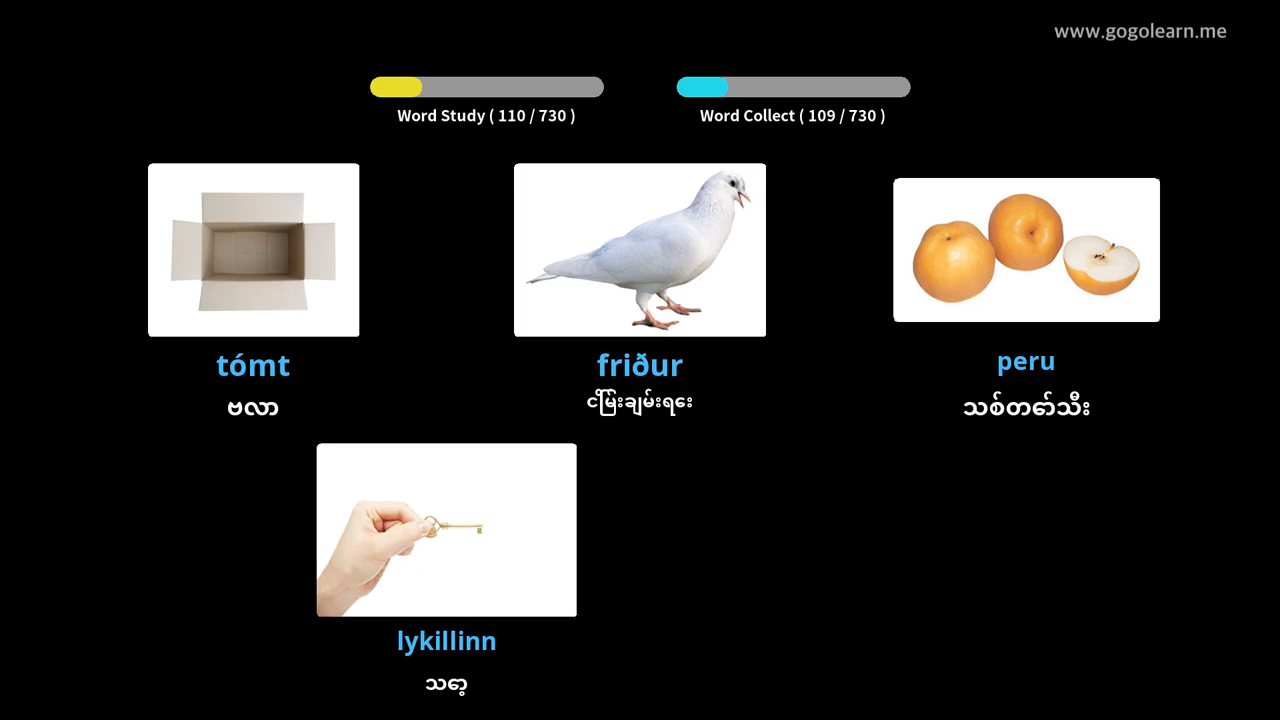 www.gogolearn.me
Word Study ( 110 / 730 )
Word Collect ( 109 / 730 )
tómt
friður
peru
ဗလာ
ငြိမ်းချမ်းရေး
သစ်တော်သီး
lykillinn
သော့